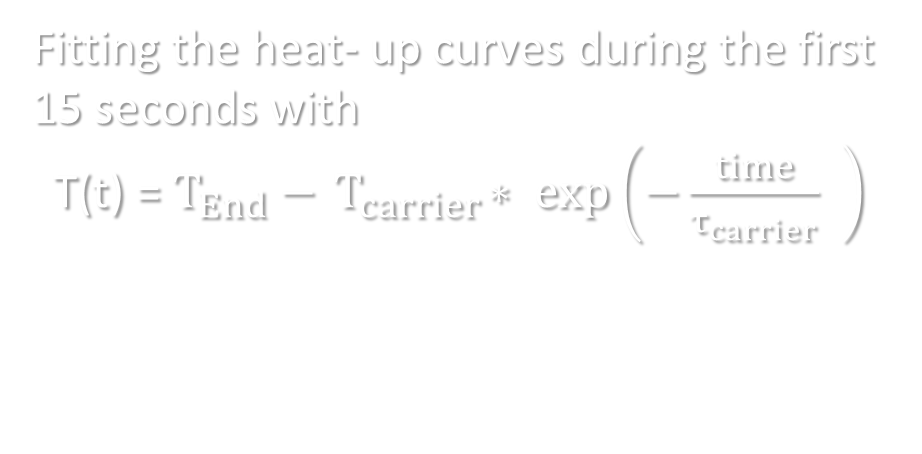 Fitting the heat- up curves during the first
15 seconds with
T(t) = T_End − T_carrier * exp (− time / τ_carrier )